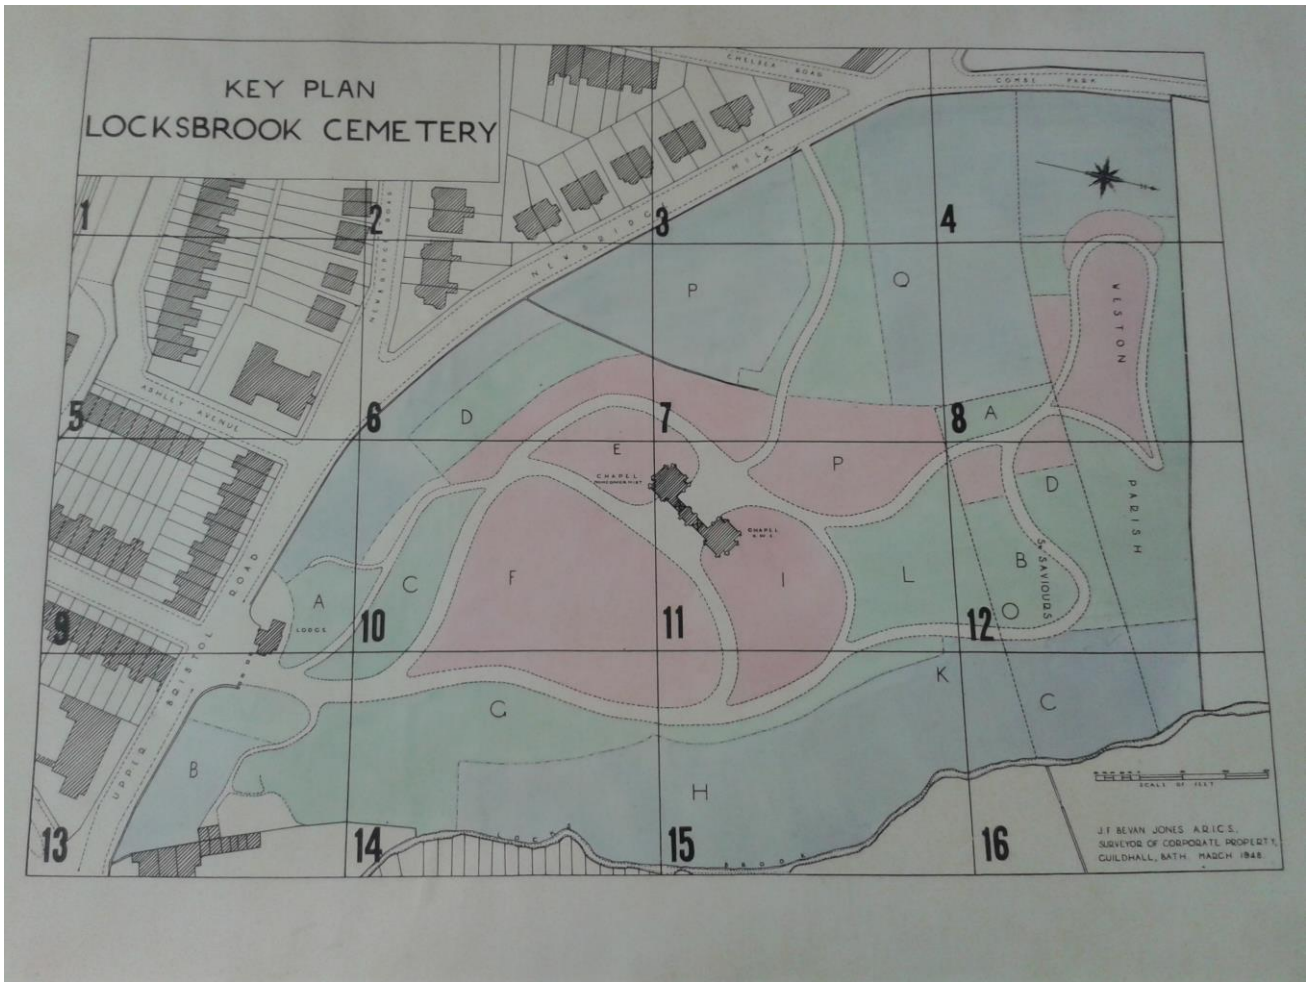 KEY PLAN
LOCKSBROOK CEMETERY
CHELSEA ROAD
COMBE PARK
NEWBRIDGE HILL
NEWBRIDGE ROAD
1
2
3
4
P
Q
WESTON
ASHLEY AVENUE
5
6
D
7
8
A
E
CHAPEL
P
D
PARISH
CHAPEL
F
I
L
B
ST SAVIOURS
C
A
LODGE
O
9
10
11
12
UPPER BRISTOL ROAD
G
K
C
B
H
SCALE OF FEET
LOCKS BROOK
13
14
15
16
J.F. BEVAN JONES A.R.I.C.S.,
SURVEYOR OF CORPORATE PROPERTY,
GUILDHALL, BATH. MARCH 1948.